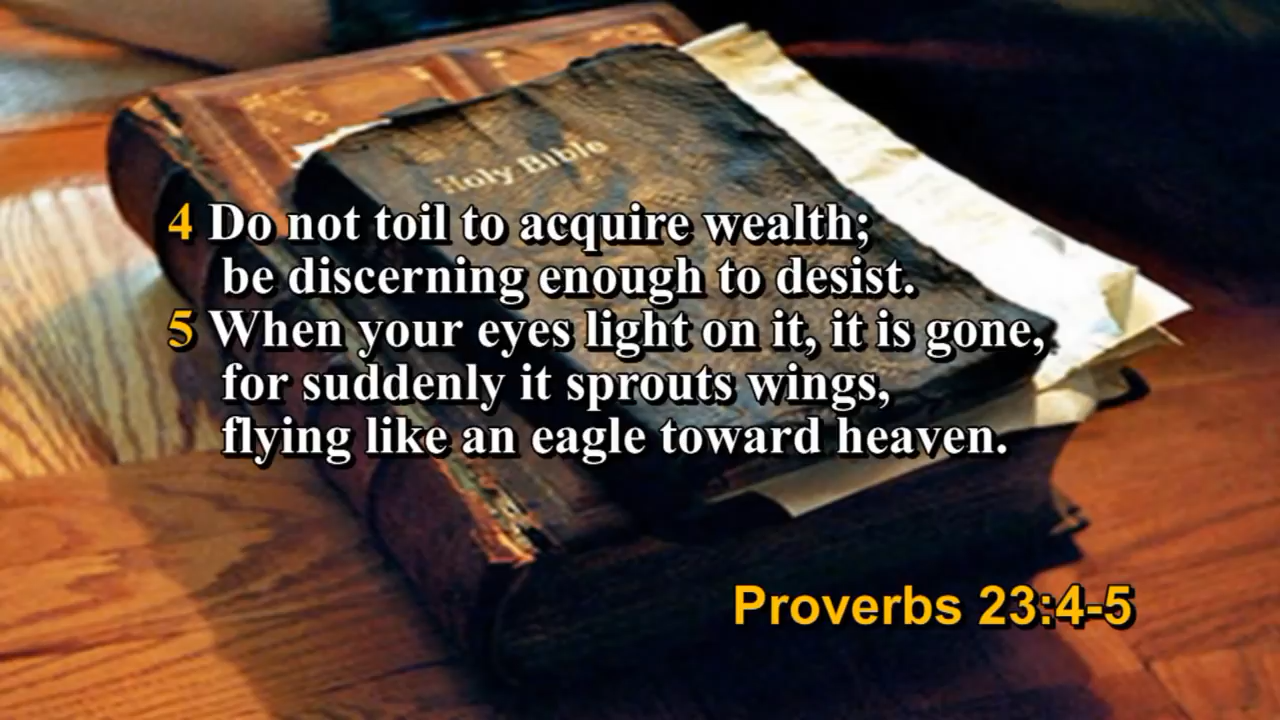 Holy Bible
4 Do not toil to acquire wealth;
be discerning enough to desist.
5 When your eyes light on it, it is gone,
for suddenly it sprouts wings,
flying like an eagle toward heaven.
Proverbs 23:4-5